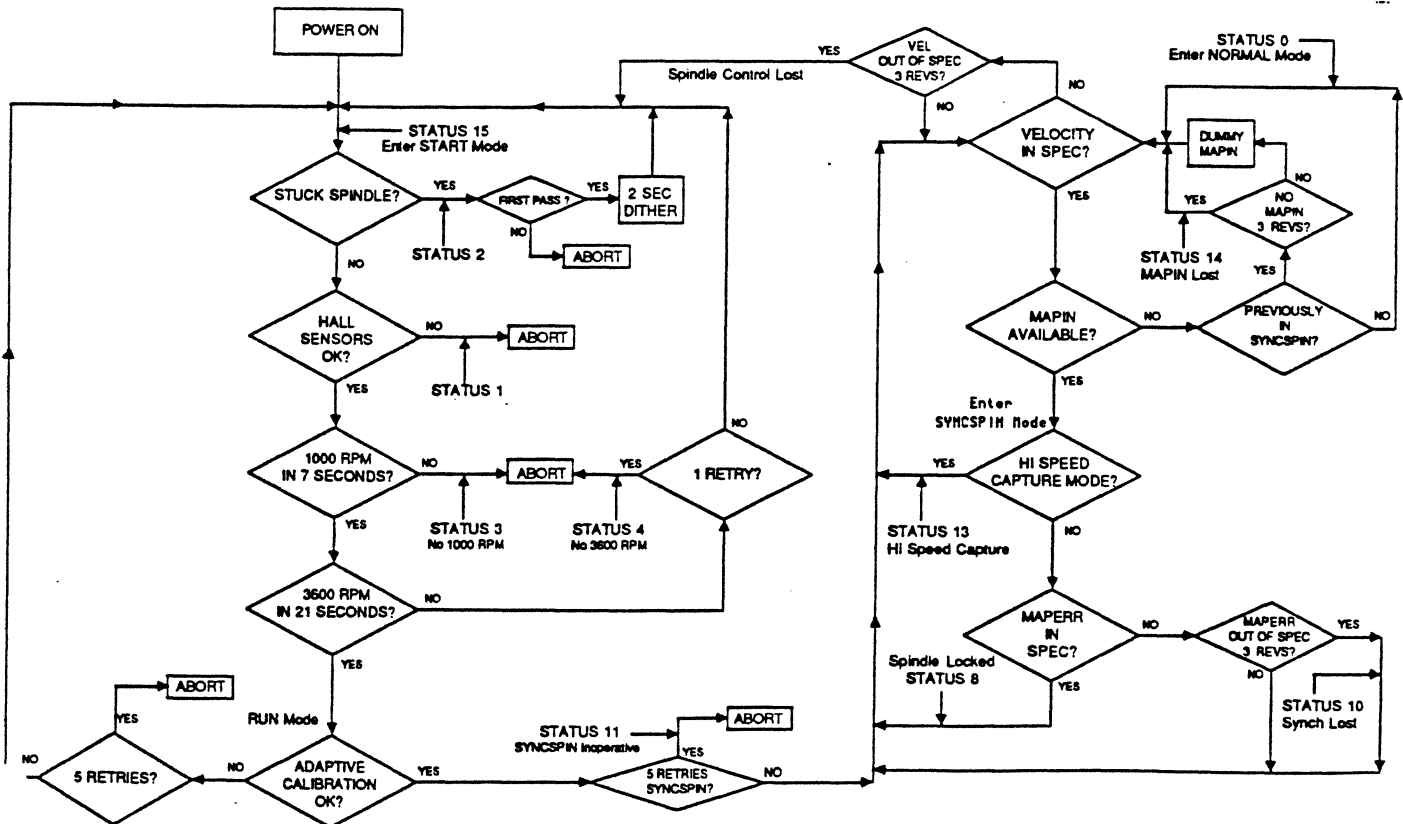 POWER ON
STATUS 15
Enter START Mode
STUCK SPINDLE?
YES
STATUS 2
FIRST PASS ?
YES
2 SEC
DITHER
NO
ABORT
NO
HALL
SENSORS
OK?
NO
ABORT
STATUS 1
YES
1000 RPM
IN 7 SECONDS?
NO
ABORT
STATUS 3
No 1000 RPM
YES
STATUS 4
No 3600 RPM
1 RETRY?
NO
YES
3600 RPM
IN 21 SECONDS?
NO
YES
RUN Mode
ADAPTIVE
CALIBRATION
OK?
NO
5 RETRIES?
YES
ABORT
NO
YES
STATUS 11
SYNCSPIN Inoperative
5 RETRIES
SYNCSPIN?
YES
ABORT
NO
VEL
OUT OF SPEC
3 REVS?
YES
Spindle Control Lost
NO
VELOCITY
IN SPEC?
NO
YES
STATUS 0
Enter NORMAL Mode
DUMMY
MAPIN
NO
NO
MAPIN
3 REVS?
YES
STATUS 14
MAPIN Lost
YES
MAPIN
AVAILABLE?
NO
PREVIOUSLY
IN
SYNCSPIN?
NO
YES
Enter
SYNCSPIN Mode
HI SPEED
CAPTURE MODE?
YES
STATUS 13
Hi Speed Capture
NO
MAPERR
IN
SPEC?
NO
MAPERR
OUT OF SPEC
3 REVS?
YES
NO
STATUS 10
Synch Lost
YES
Spindle Locked
STATUS 8